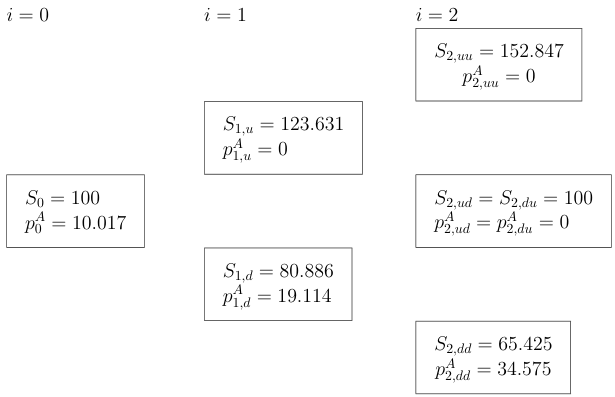 i = 0
i = 1
i = 2
S_{2,uu} = 152.847
p^A_{2,uu} = 0
S_{1,u} = 123.631
p^A_{1,u} = 0
S_0 = 100
p^A_0 = 10.017
S_{2,ud} = S_{2,du} = 100
p^A_{2,ud} = p^A_{2,du} = 0
S_{1,d} = 80.886
p^A_{1,d} = 19.114
S_{2,dd} = 65.425
p^A_{2,dd} = 34.575